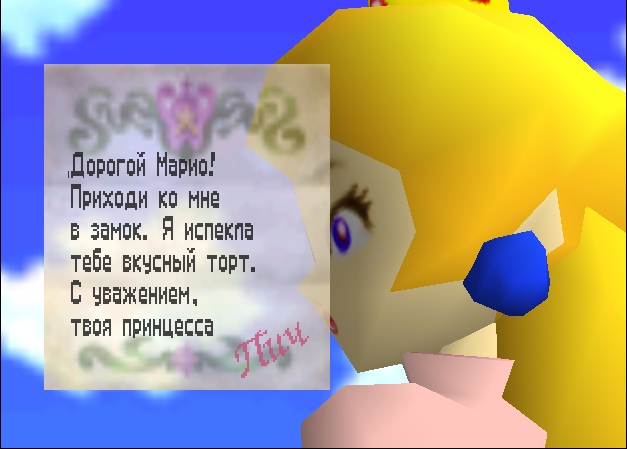 Дорогой Марио!
Приходи ко мне
в замок. Я испекла
тебе вкусный торт.
С уважением,
твоя принцесса
Пич